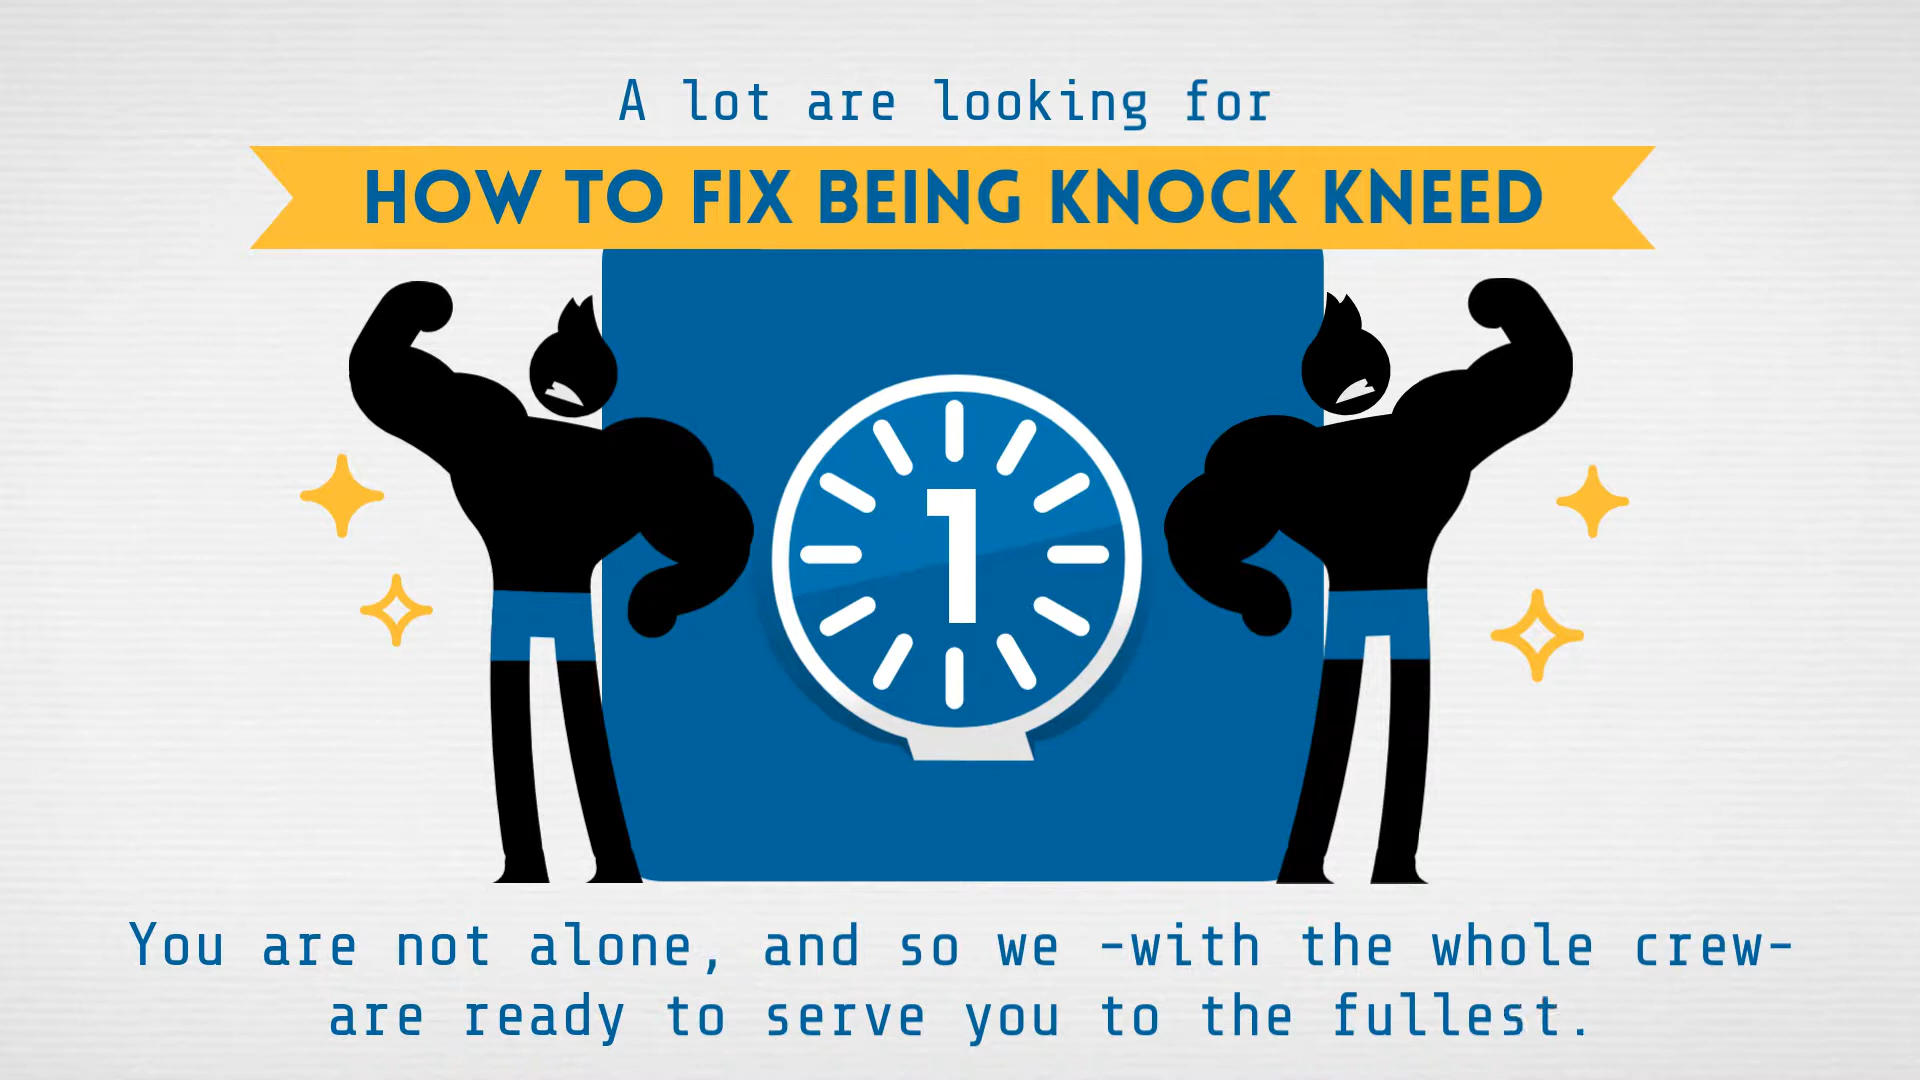 A lot are looking for
HOW TO FIX BEING KNOCK KNEED
1
You are not alone, and so we -with the whole crew-
are ready to serve you to the fullest.